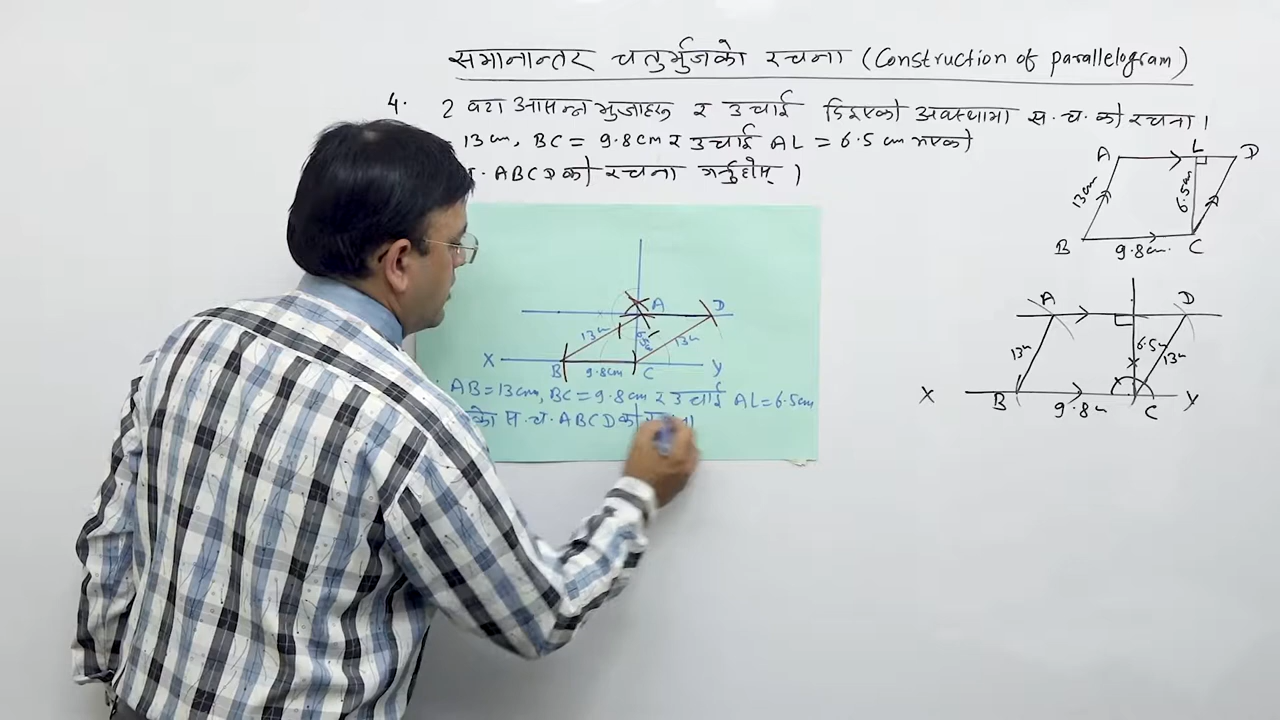 समानान्तर चतुर्भुजको रचना (Construction of parallelogram)
4. 2 वटा आसन्न भुजाहरु र उचाई दिइएको अवस्थामा स.च.को रचना।
13cm, BC = 9.8cm र उचाई AL = 6.5 cm भएको
च. ABCD को रचना गर्नुहोस् )
A L D
13cm 6.5cm
B 9.8cm. C
A D
13cm 6.5cm 13cm
X B 9.8cm C Y
A D
13cm 6.5cm 13cm
X B 9.8cm C Y
AB=13cm, BC=9.8cm र उचाई AL=6.5cm
स.च. ABCD को